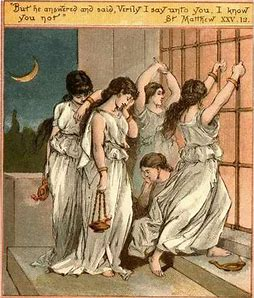 "But he answered and said, Verily I say unto you, I know
you not" St Matthew XXV. 12.